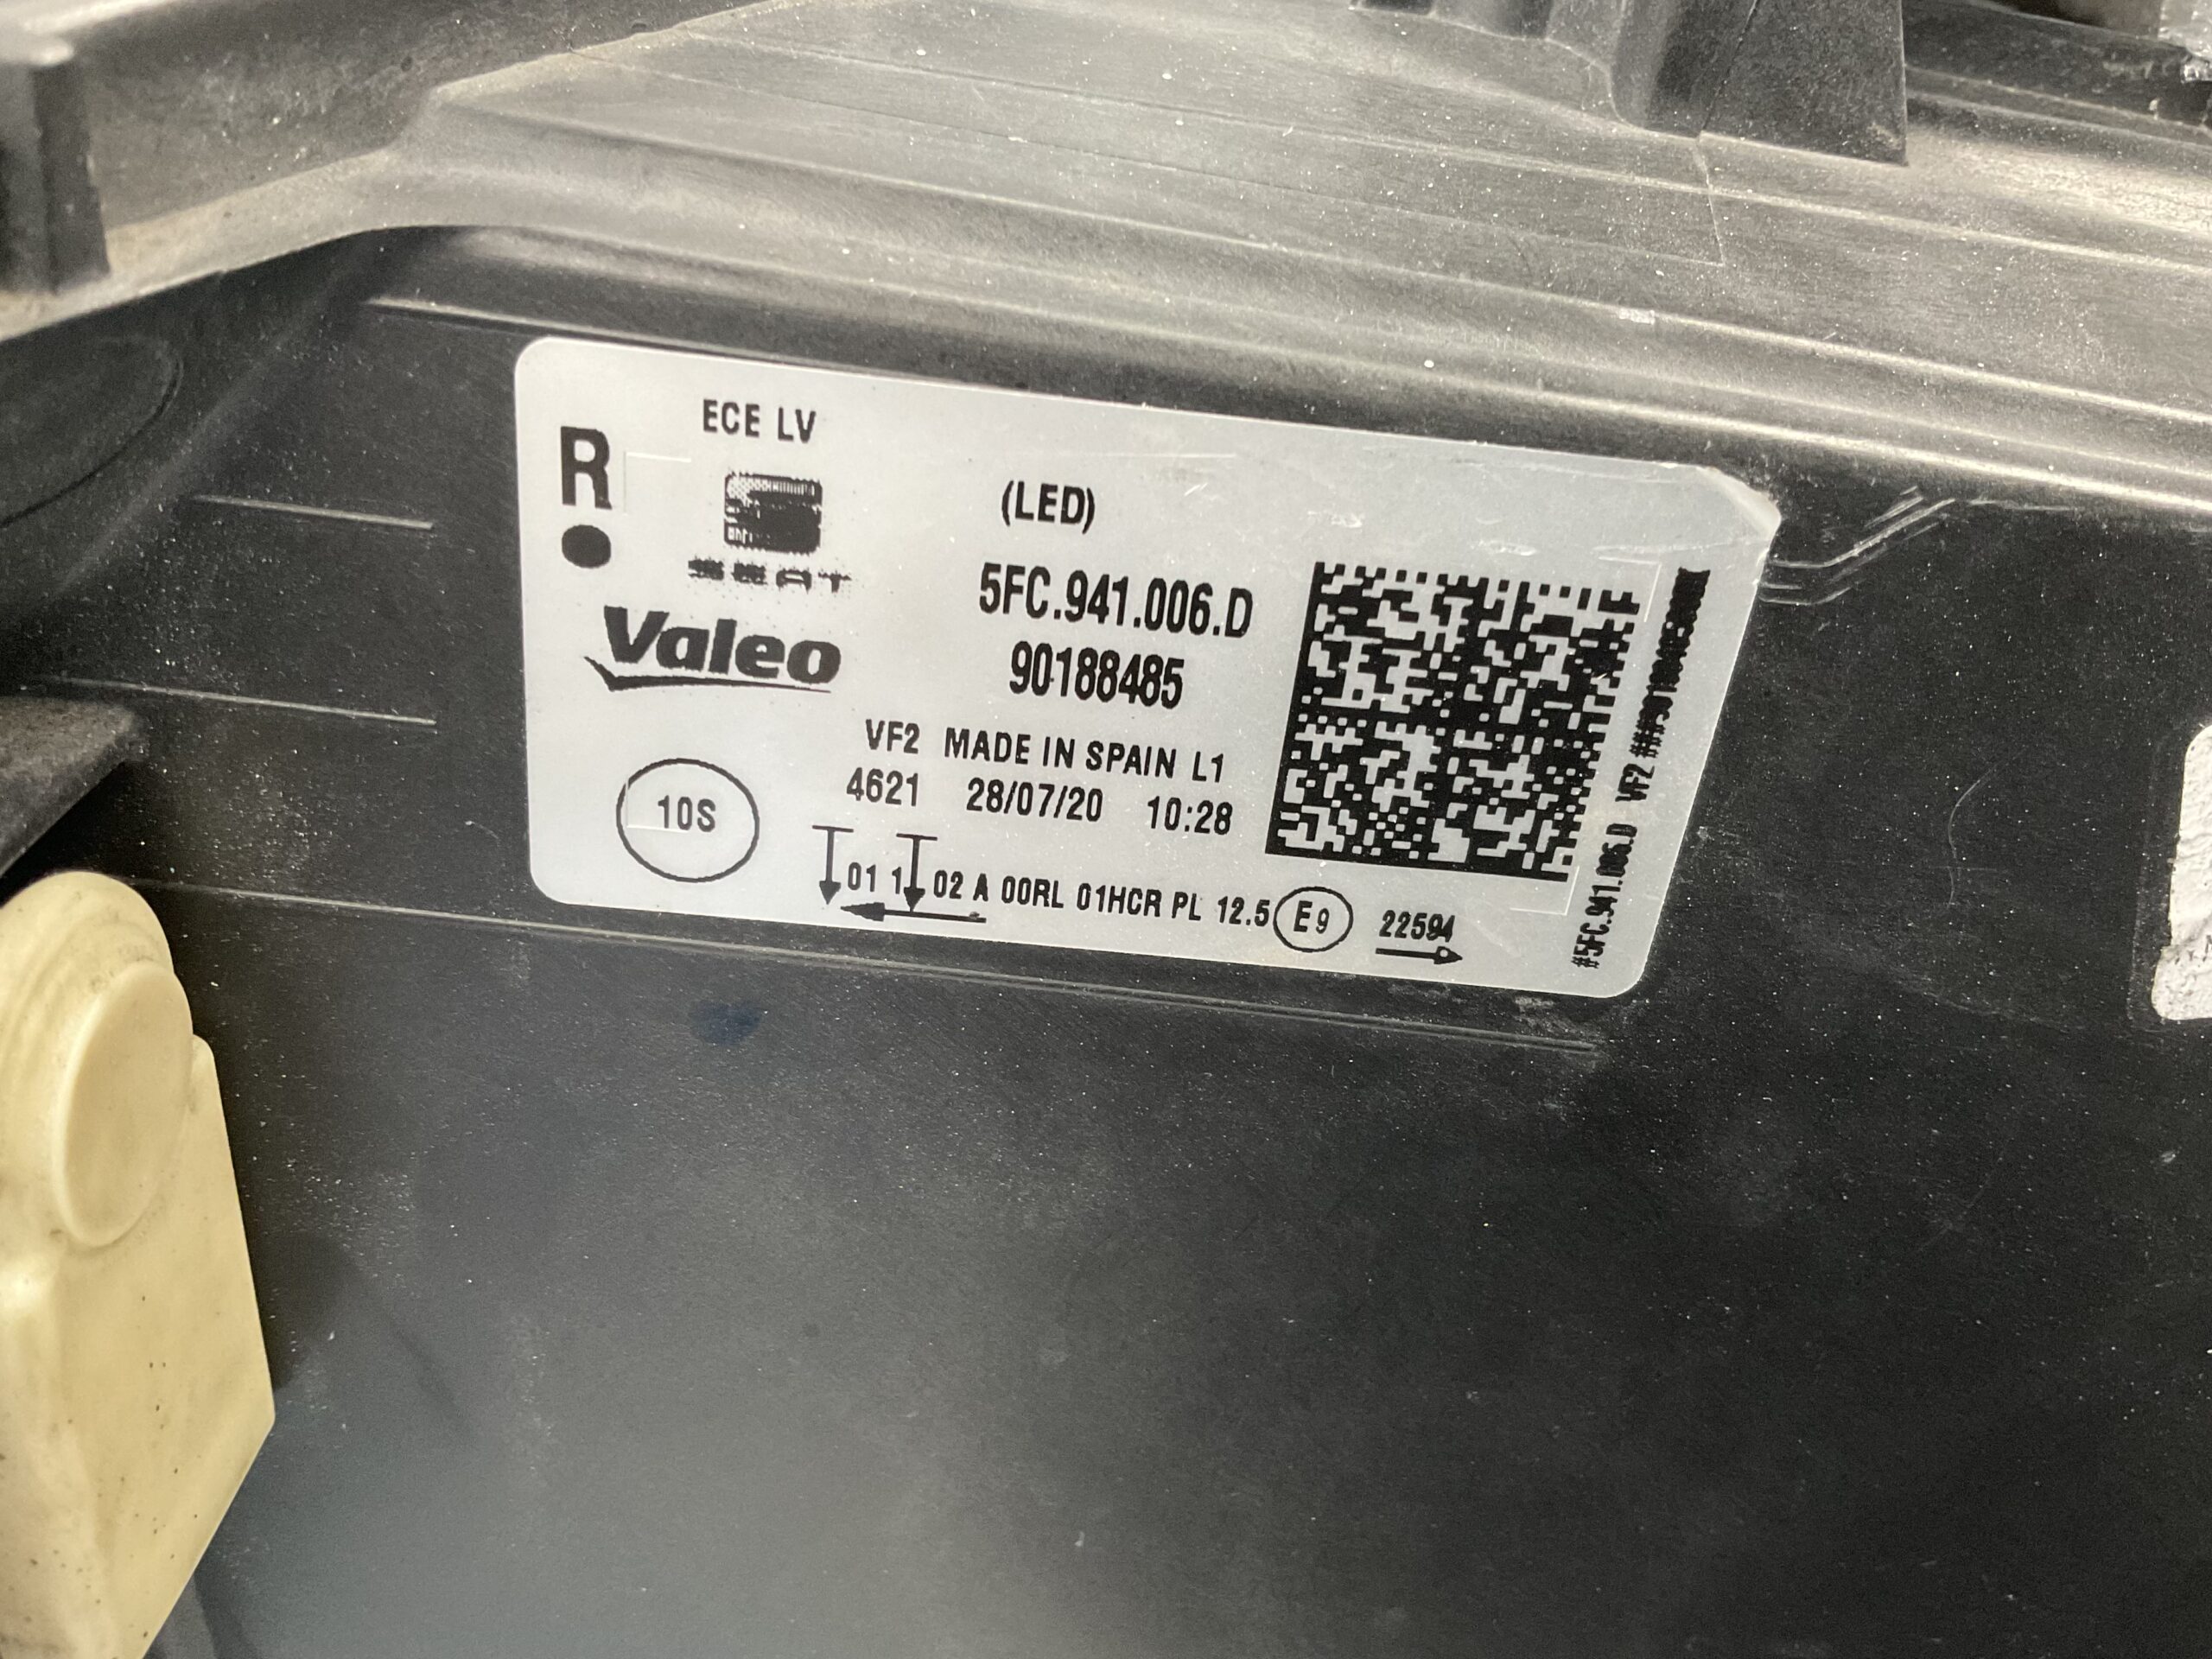 ECE LV
R
SEAT
(LED)
5FC.941.006.D
Valeo
90188485
VF2 MADE IN SPAIN L1
4621 28/07/20 10:28
10S
01 1 02 A 00RL 01HCR PL 12.5 E9 22594
#5FC.941.006.D VF2